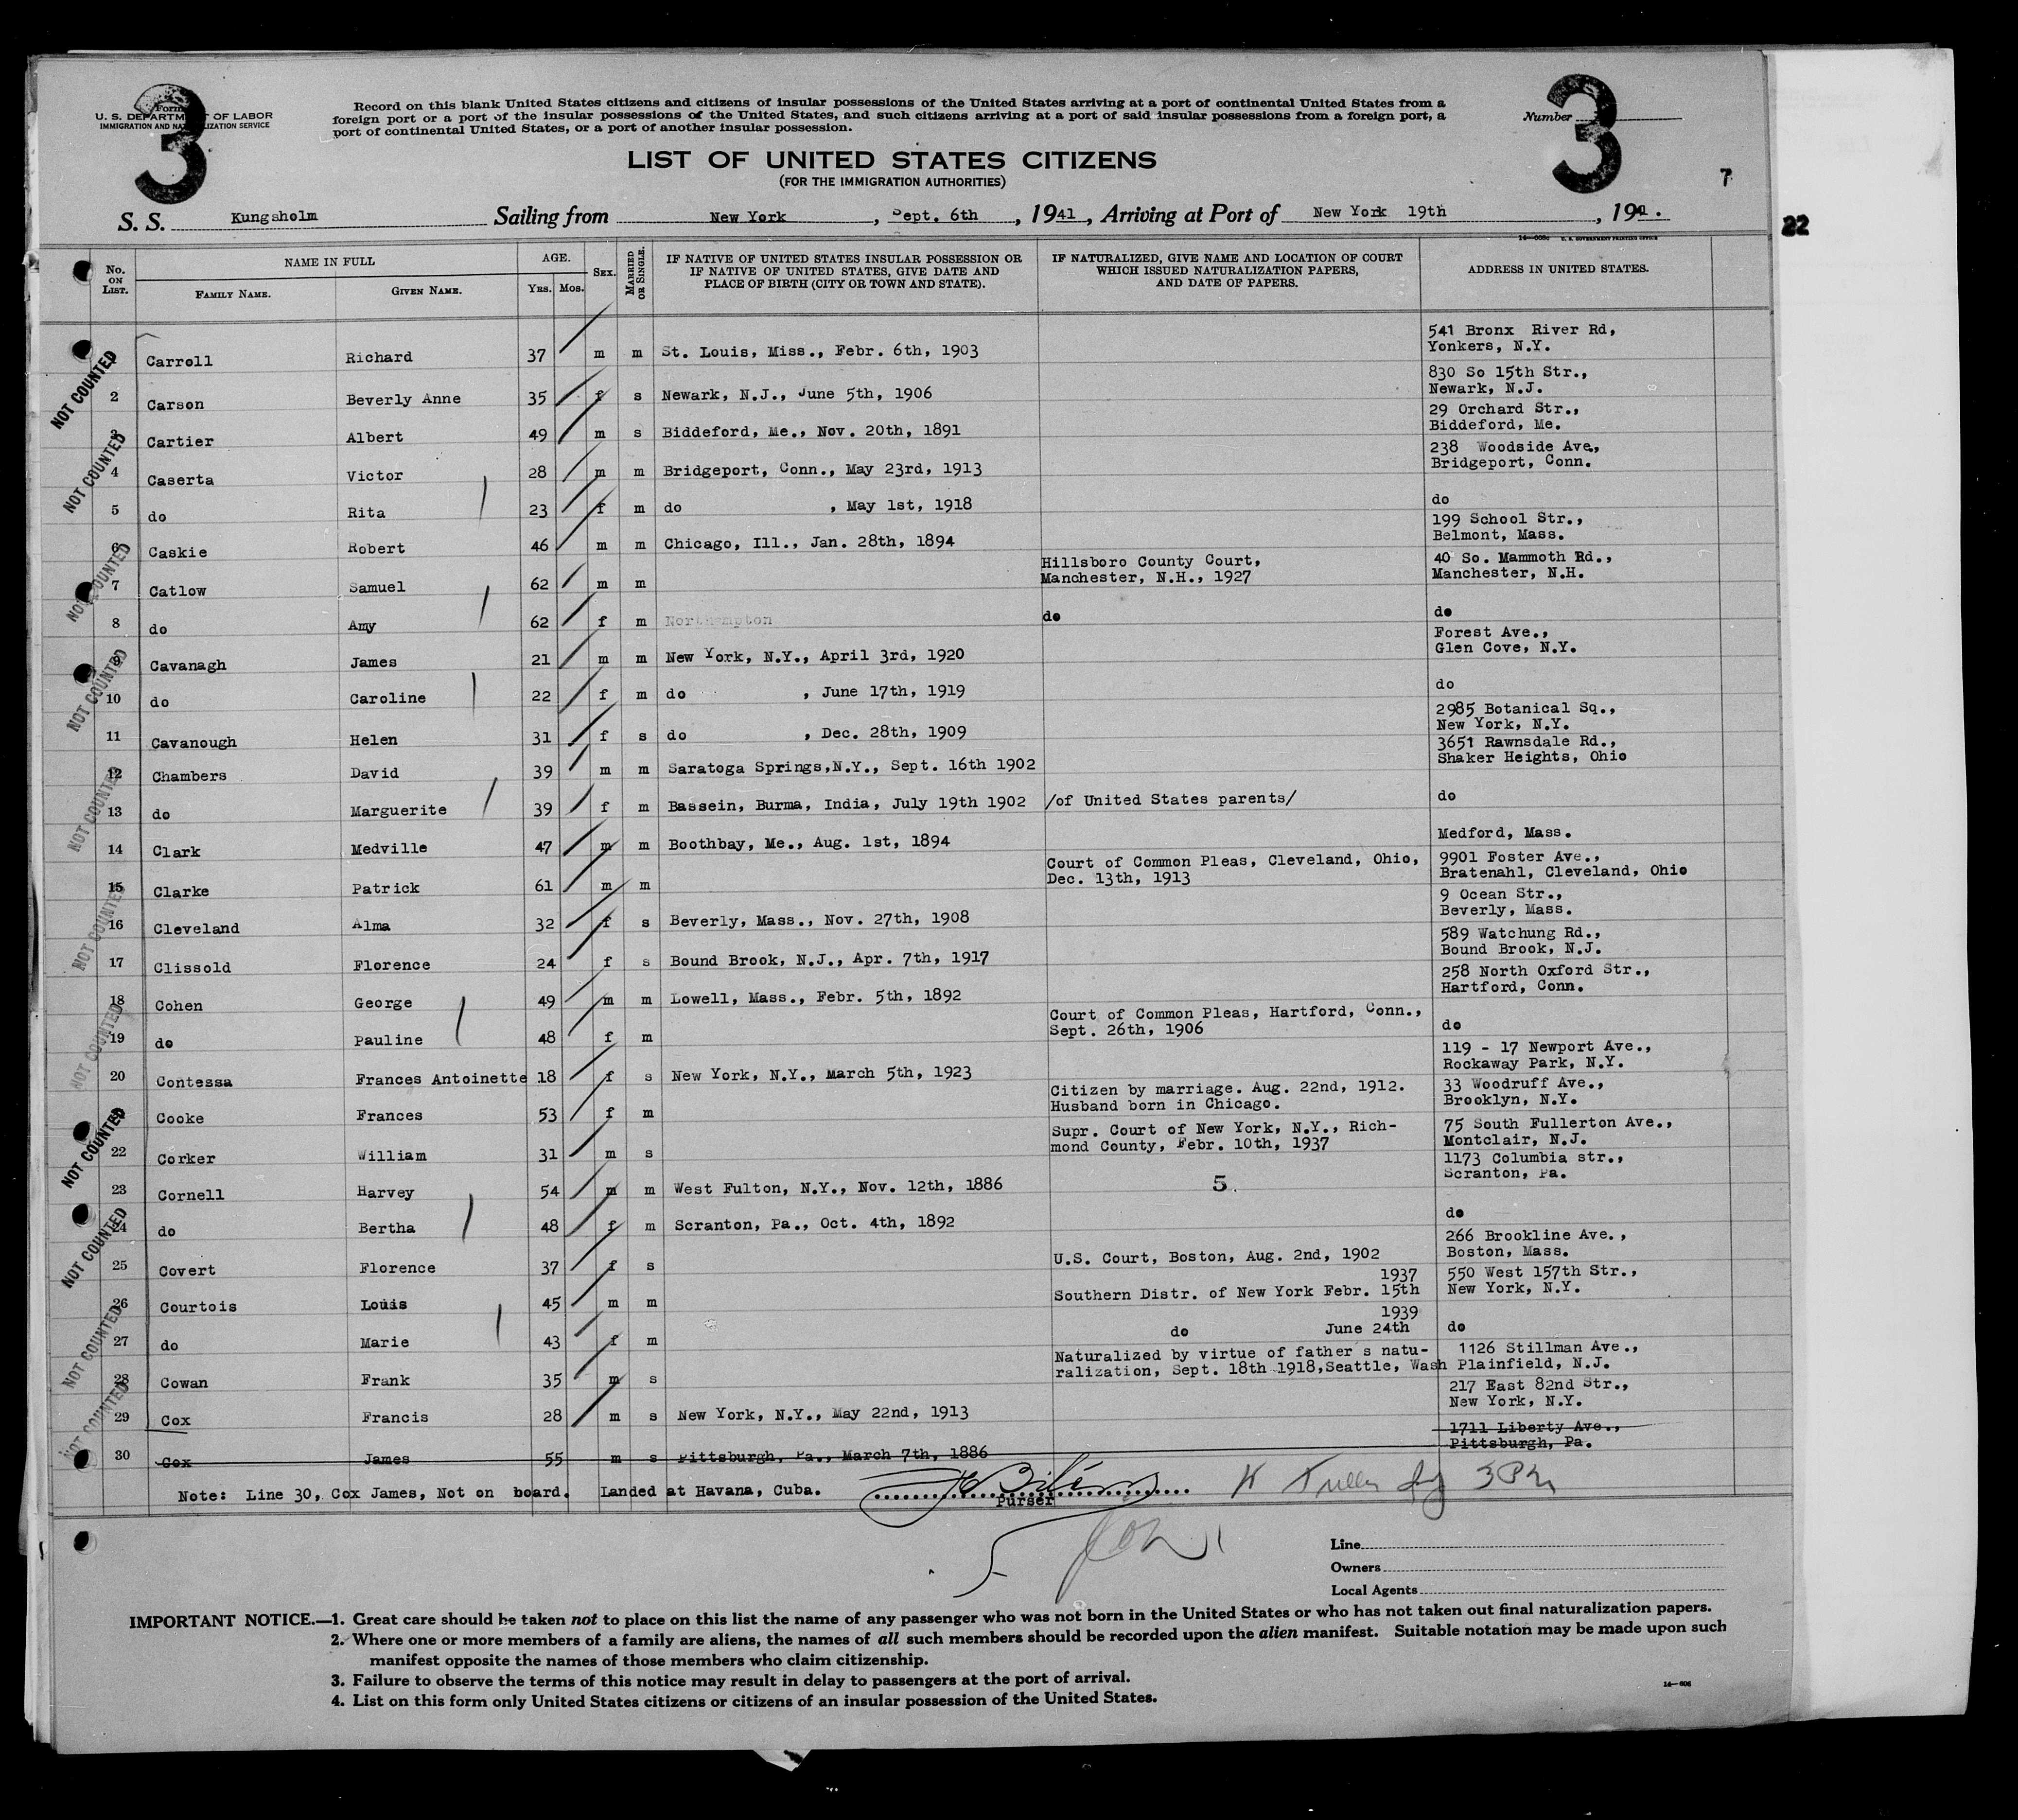 3
3
Form
U. S. DEPARTMENT OF LABOR
IMMIGRATION AND NATURALIZATION SERVICE
Record on this blank United States citizens and citizens of insular possessions of the United States arriving at a port of continental United States from a
foreign port or a port of the insular possessions of the United States, and such citizens arriving at a port of said insular possessions from a foreign port, a
port of continental United States, or a port of another insular possession.
Number
LIST OF UNITED STATES CITIZENS
(FOR THE IMMIGRATION AUTHORITIES)
7
22
S. S. Kungsholm Sailing from New York, Sept. 6th, 1941, Arriving at Port of New York 19th, 19
No. ON LIST. NAME IN FULL FAMILY NAME. GIVEN NAME. AGE. Yrs. Mos. SEX. MARRIED OR SINGLE. IF NATIVE OF UNITED STATES INSULAR POSSESSION OR IF NATIVE OF UNITED STATES, GIVE DATE AND PLACE OF BIRTH (CITY OR TOWN AND STATE). IF NATURALIZED, GIVE NAME AND LOCATION OF COURT WHICH ISSUED NATURALIZATION PAPERS, AND DATE OF PAPERS. ADDRESS IN UNITED STATES.
Carroll Richard 37 m m St. Louis, Miss., Febr. 6th, 1903 541 Bronx River Rd, Yonkers, N.Y.
2 Carson Beverly Anne 35 f s Newark, N.J., June 5th, 1906 830 So 15th Str., Newark, N.J.
3 Cartier Albert 49 m s Biddeford, Me., Nov. 20th, 1891 29 Orchard Str., Biddeford, Me.
4 Caserta Victor 28 m m Bridgeport, Conn., May 23rd, 1913 238 Woodside Ave., Bridgeport, Conn.
5 do Rita 23 f m do , May 1st, 1918 do
6 Caskie Robert 46 m m Chicago, Ill., Jan. 28th, 1894 199 School Str., Belmont, Mass.
7 Catlow Samuel 62 m m Hillsboro County Court, Manchester, N.H., 1927 40 So. Mammoth Rd., Manchester, N.H.
8 do Amy 62 f m Northampton do do
9 Cavanagh James 21 m m New York, N.Y., April 3rd, 1920 Forest Ave., Glen Cove, N.Y.
10 do Caroline 22 f m do , June 17th, 1919 do
11 Cavanough Helen 31 f s do , Dec. 28th, 1909 2985 Botanical Sq., New York, N.Y.
12 Chambers David 39 m m Saratoga Springs,N.Y., Sept. 16th 1902 3651 Rawnsdale Rd., Shaker Heights, Ohio
13 do Marguerite 39 f m Bassein, Burma, India, July 19th 1902 /of United States parents/ do
14 Clark Medville 47 m m Boothbay, Me., Aug. 1st, 1894 Medford, Mass.
15 Clarke Patrick 61 m m Court of Common Pleas, Cleveland, Ohio, Dec. 13th, 1913 9901 Foster Ave., Bratenahl, Cleveland, Ohio
16 Cleveland Alma 32 f s Beverly, Mass., Nov. 27th, 1908 9 Ocean Str., Beverly, Mass.
17 Clissold Florence 24 f s Bound Brook, N.J., Apr. 7th, 1917 589 Watchung Rd., Bound Brook, N.J.
18 Cohen George 49 m m Lowell, Mass., Febr. 5th, 1892 258 North Oxford Str., Hartford, Conn.
19 do Pauline 48 f m Court of Common Pleas, Hartford, Conn., Sept. 26th, 1906 do
20 Contessa Frances Antoinette 18 f s New York, N.Y., March 5th, 1923 119 - 17 Newport Ave., Rockaway Park, N.Y.
Cooke Frances 53 f m Citizen by marriage. Aug. 22nd, 1912. Husband born in Chicago. 33 Woodruff Ave., Brooklyn, N.Y.
22 Corker William 31 m s Supr. Court of New York, N.Y., Rich- mond County, Febr. 10th, 1937 75 South Fullerton Ave., Montclair, N.J.
23 Cornell Harvey 54 m m West Fulton, N.Y., Nov. 12th, 1886 5. 1173 Columbia str., Scranton, Pa.
24 do Bertha 48 f m Scranton, Pa., Oct. 4th, 1892 do
25 Covert Florence 37 f s U.S. Court, Boston, Aug. 2nd, 1902 266 Brookline Ave., Boston, Mass.
26 Courtois Louis 45 m m Southern Distr. of New York Febr. 15th 1937 550 West 157th Str., New York, N.Y.
27 do Marie 43 f m do June 24th 1939 do
28 Cowan Frank 35 m s Naturalized by virtue of father s natu- ralization, Sept. 18th 1918,Seattle, Wash 1126 Stillman Ave., Plainfield, N.J.
29 Cox Francis 28 m s New York, N.Y., May 22nd, 1913 217 East 82nd Str., New York, N.Y.
30 Cox James 55 m s Pittsburgh, Pa., March 7th, 1886 1711 Liberty Ave., Pittsburgh, Pa.
NOT COUNTED
NOT COUNTED
NOT COUNTED
NOT COUNTED
NOT COUNTED
NOT COUNTED
NOT COUNTED
NOT COUNTED
NOT COUNTED
NOT COUNTED
NOT COUNTED
Note: Line 30, Cox James, Not on board. Landed at Havana, Cuba.
Purser
Line
Owners
Local Agents
IMPORTANT NOTICE.—1. Great care should be taken not to place on this list the name of any passenger who was not born in the United States or who has not taken out final naturalization papers.
2. Where one or more members of a family are aliens, the names of all such members should be recorded upon the alien manifest. Suitable notation may be made upon such
manifest opposite the names of those members who claim citizenship.
3. Failure to observe the terms of this notice may result in delay to passengers at the port of arrival.
4. List on this form only United States citizens or citizens of an insular possession of the United States.